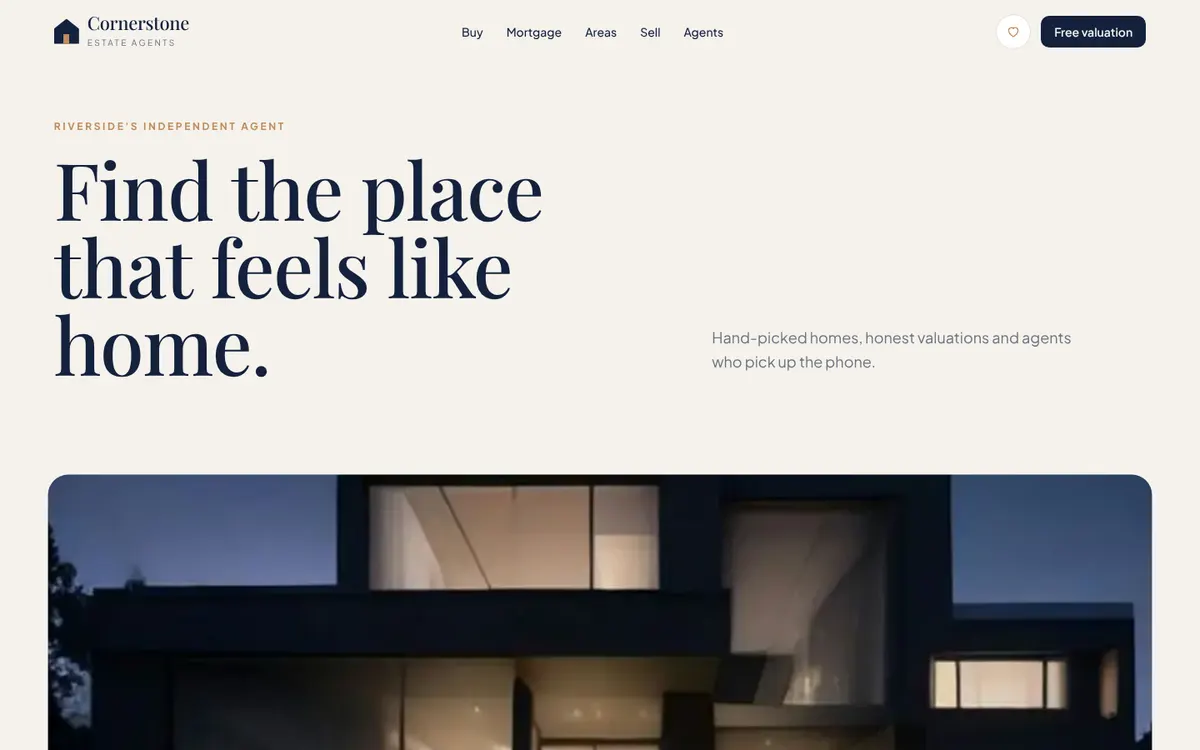 Cornerstone
ESTATE AGENTS
Buy
Mortgage
Areas
Sell
Agents
Free valuation
RIVERSIDE'S INDEPENDENT AGENT
Find the place
that feels like
home.
Hand-picked homes, honest valuations and agents
who pick up the phone.